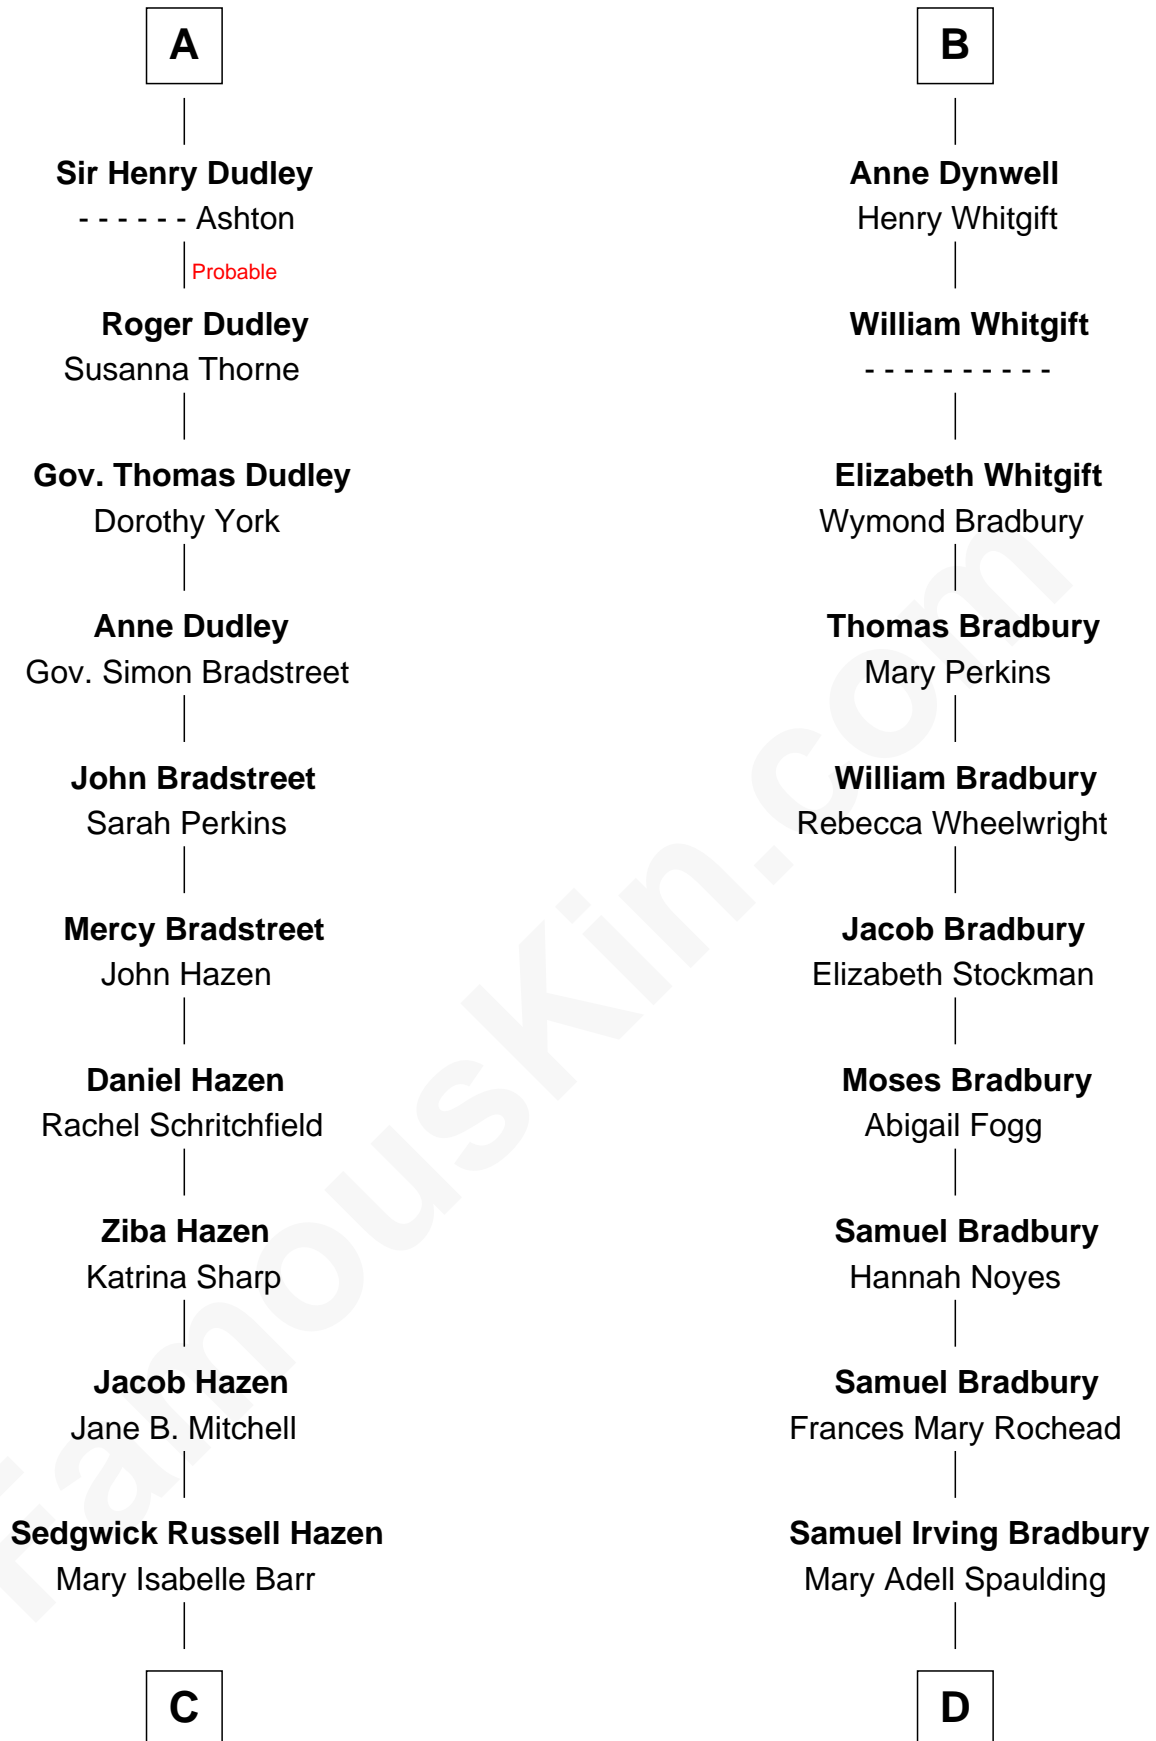 A
Sir Henry Dudley
- - - - - - Ashton
Probable
Roger Dudley
Susanna Thorne
Gov. Thomas Dudley
Dorothy York
Anne Dudley
Gov. Simon Bradstreet
John Bradstreet
Sarah Perkins
Mercy Bradstreet
John Hazen
Daniel Hazen
Rachel Schritchfield
Ziba Hazen
Katrina Sharp
Jacob Hazen
Jane B. Mitchell
Sedgwick Russell Hazen
Mary Isabelle Barr
C
B
Anne Dynwell
Henry Whitgift
William Whitgift
- - - - - - - - - -
Elizabeth Whitgift
Wymond Bradbury
Thomas Bradbury
Mary Perkins
William Bradbury
Rebecca Wheelwright
Jacob Bradbury
Elizabeth Stockman
Moses Bradbury
Abigail Fogg
Samuel Bradbury
Hannah Noyes
Samuel Bradbury
Frances Mary Rochead
Samuel Irving Bradbury
Mary Adell Spaulding
D
FamousKin.com